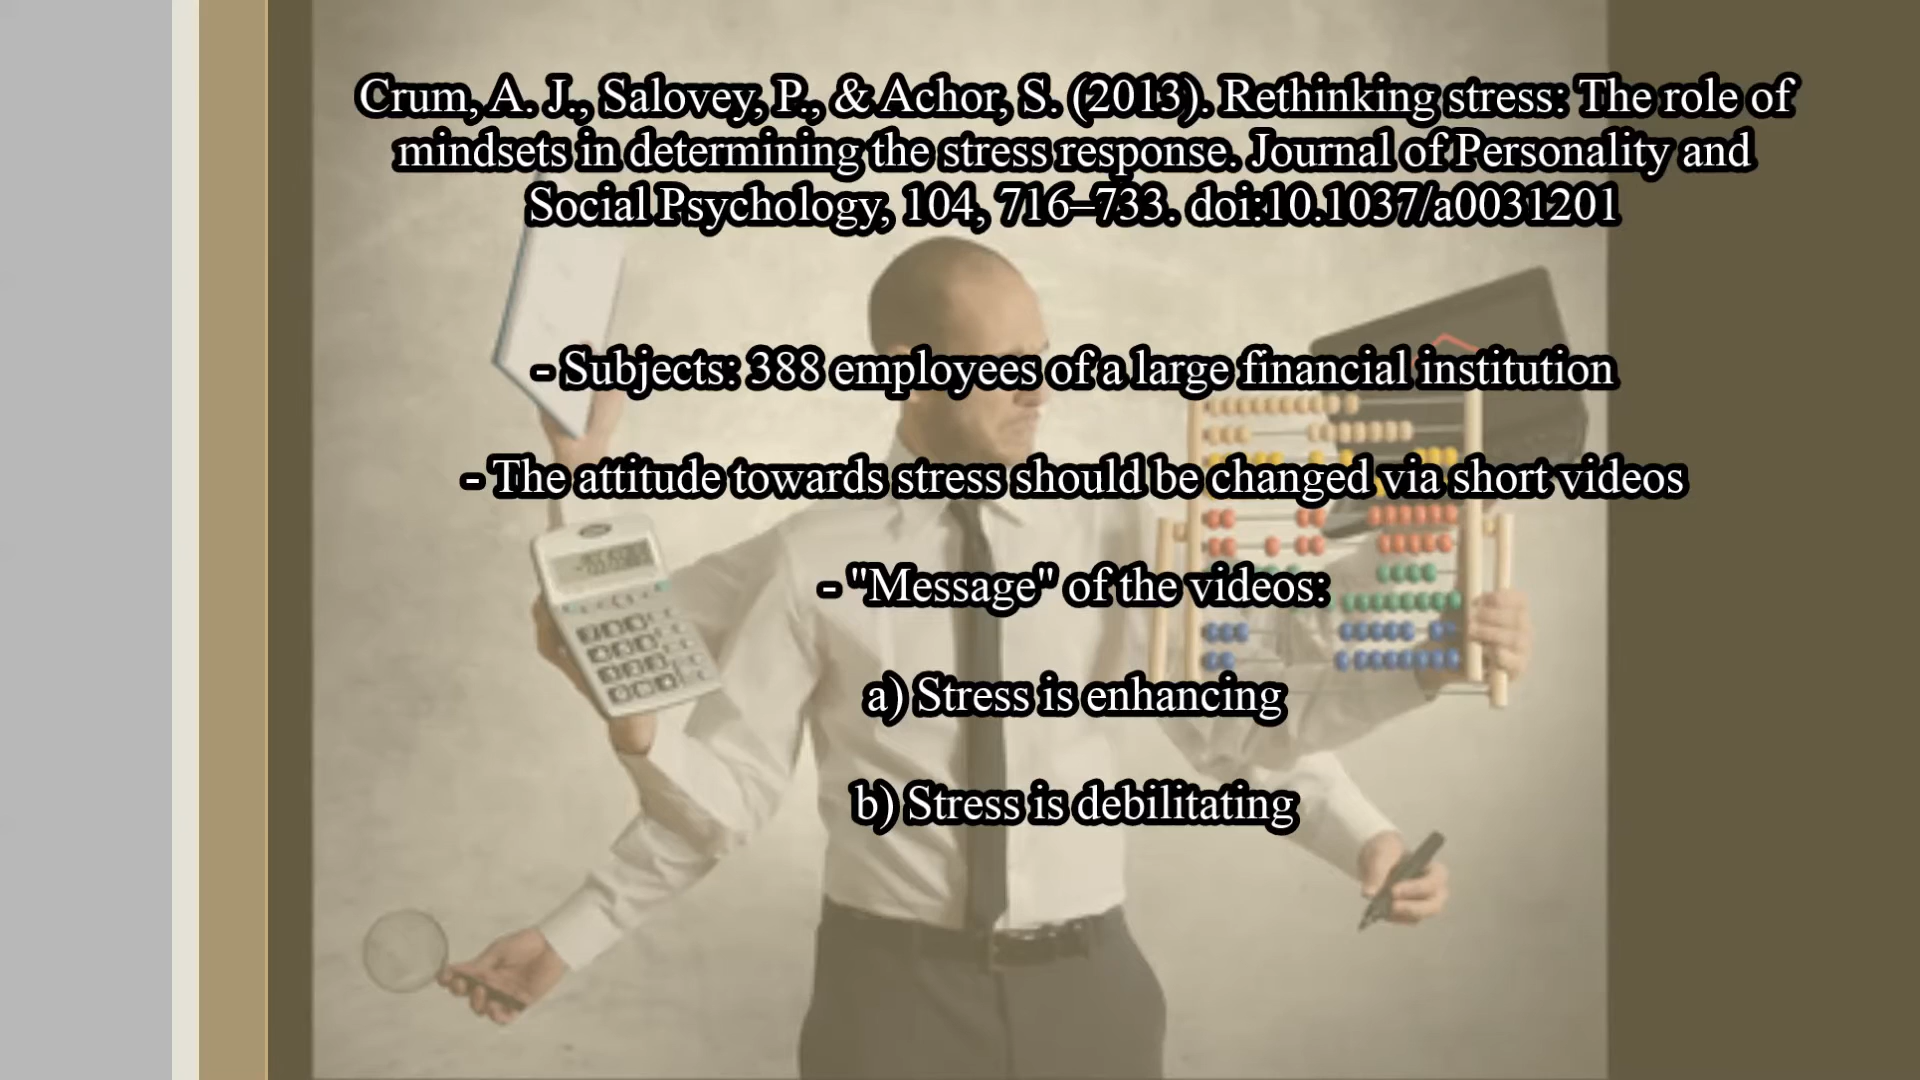 Crum, A. J., Salovey, P., & Achor, S. (2013). Rethinking stress: The role of
mindsets in determining the stress response. Journal of Personality and
Social Psychology, 104, 716–733. doi:10.1037/a0031201
- Subjects: 388 employees of a large financial institution
- The attitude towards stress should be changed via short videos
- "Message" of the videos:
a) Stress is enhancing
b) Stress is debilitating